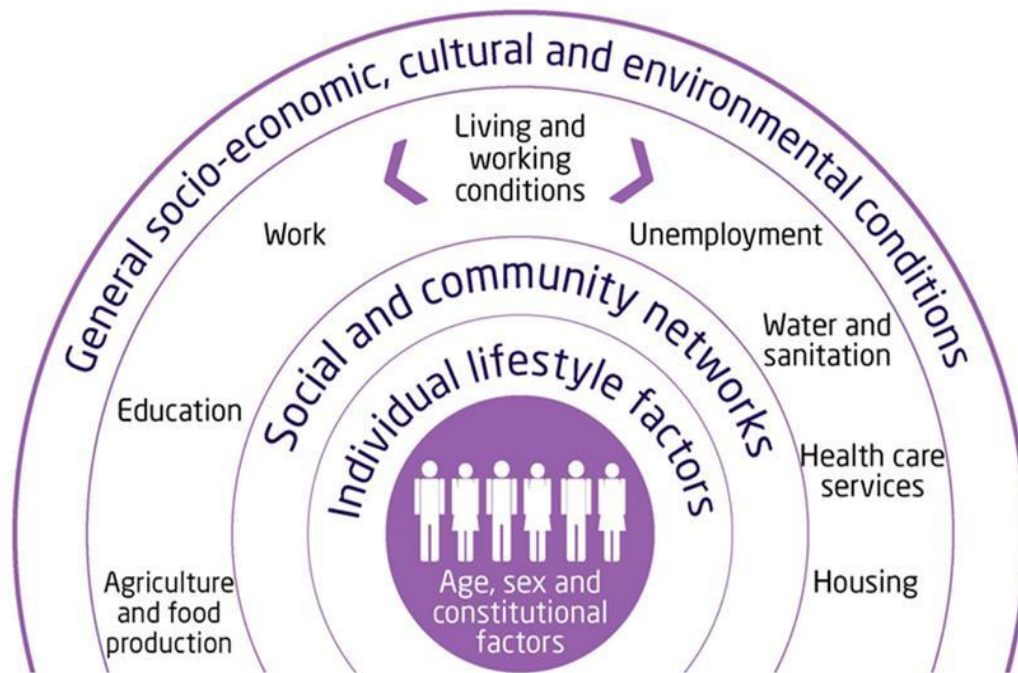 General socio-economic, cultural and environmental conditions
Living and
working
conditions
Work
Unemployment
Social and community networks
Water and
sanitation
Individual lifestyle factors
Education
Health care
services
Agriculture
and food
production
Housing
Age, sex and
constitutional
factors